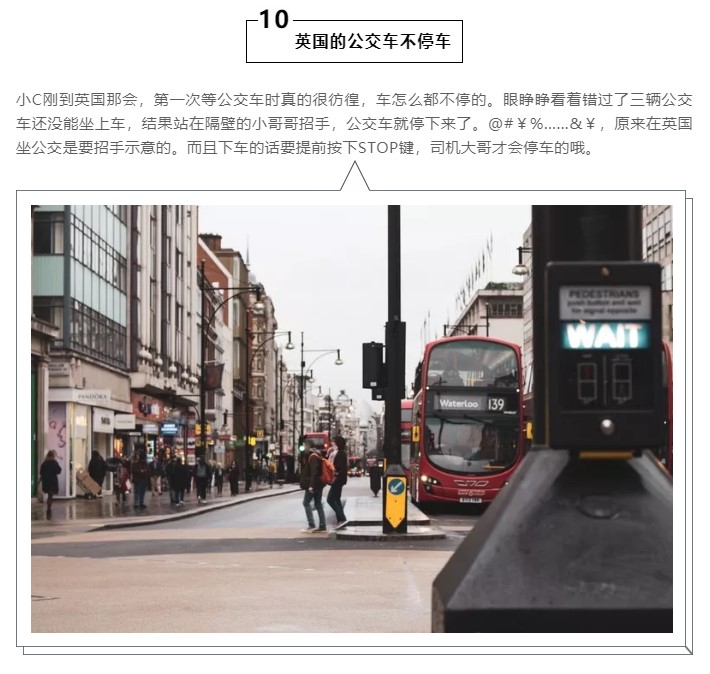 10
英国的公交车不停车
小C刚到英国那会，第一次等公交车时真的很彷徨，车怎么都不停的。眼睁睁看着错过了三辆公交
车还没能坐上车，结果站在隔壁的小哥哥招手，公交车就停下来了。@#￥%……&￥，原来在英国
坐公交是要招手示意的。而且下车的话要提前按下STOP键，司机大哥才会停车的哦。
PEDESTRIANS
push button and wait
for signal opposite
WAIT
Waterloo 139
PANDORA